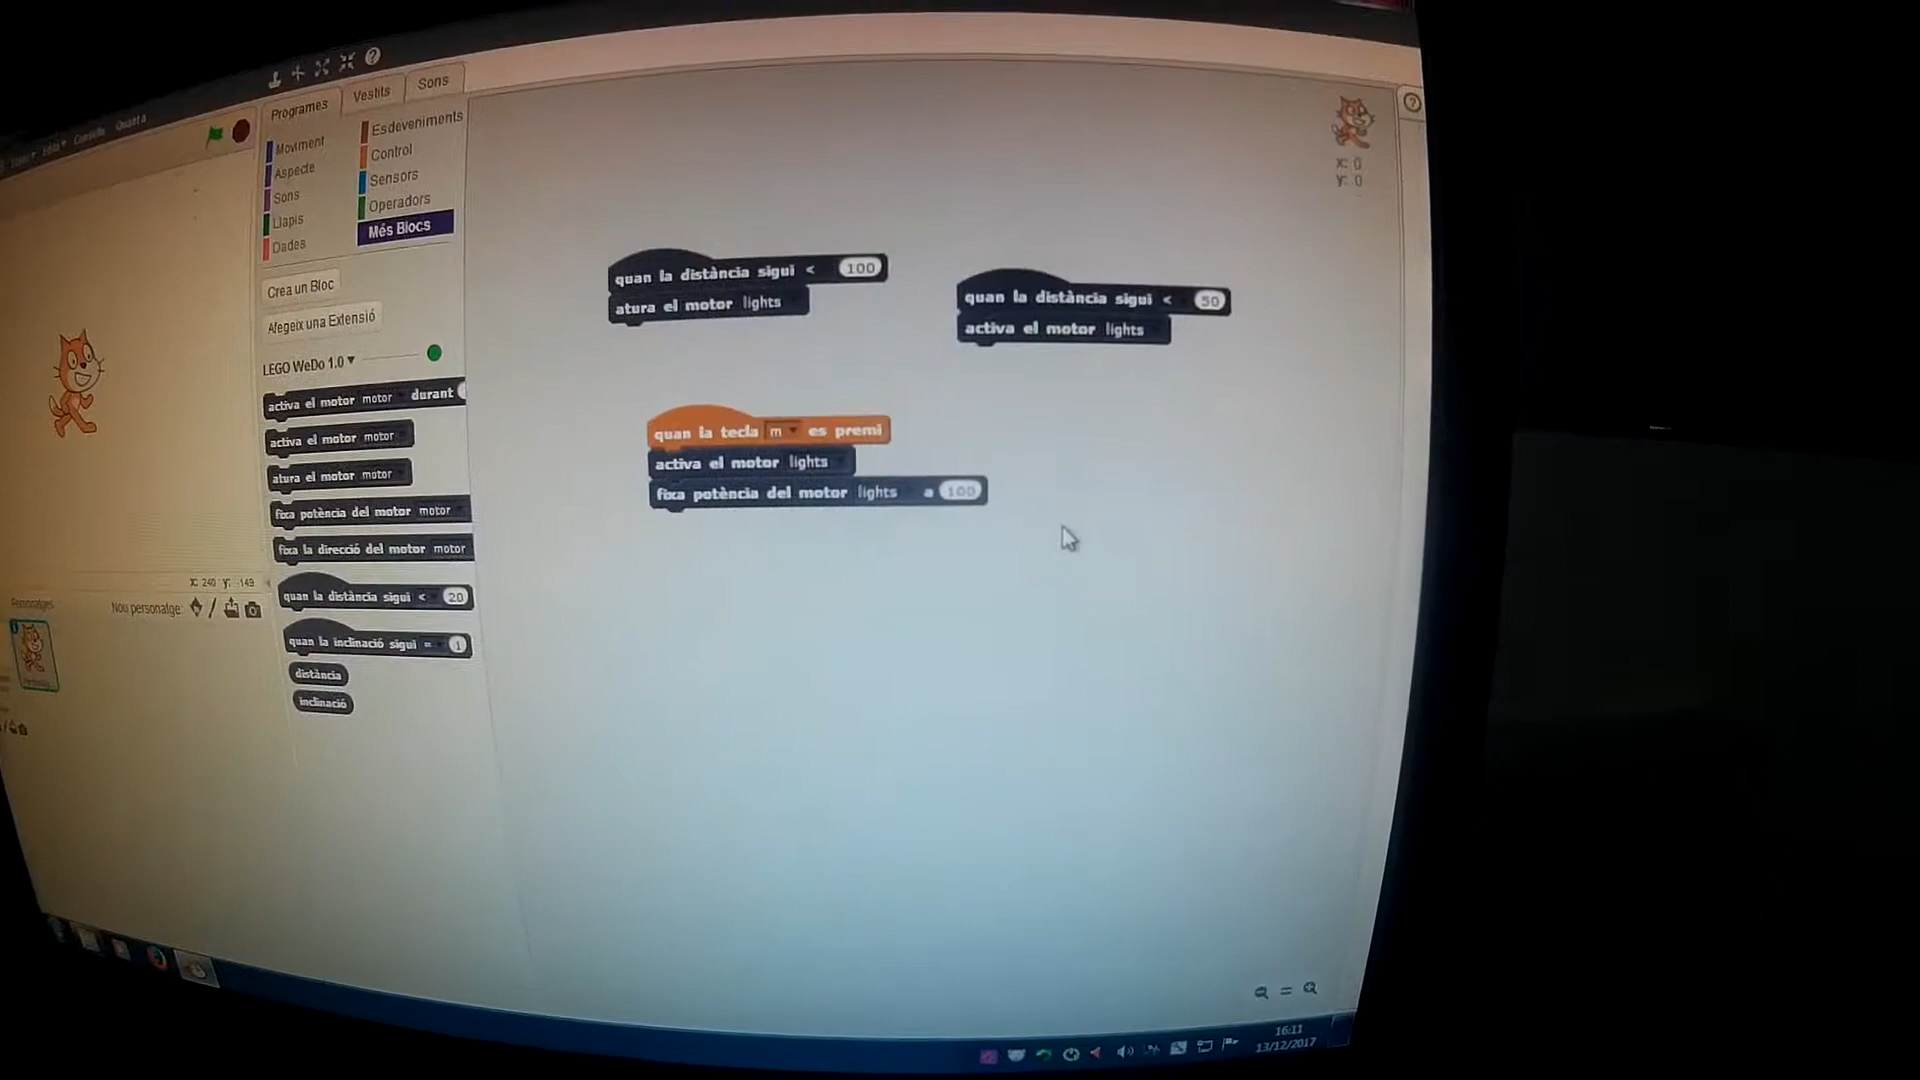 Programes
Vestits
Sons
Moviment
Aspecte
Sons
Llapis
Dades
Esdeveniments
Control
Sensors
Operadors
Més Blocs
Crea un Bloc
Afegeix una Extensió
LEGO WeDo 1.0
activa el motor motor durant
activa el motor motor
atura el motor motor
fixa potència del motor motor
fixa la direcció del motor motor
quan la distància sigui < 20
quan la inclinació sigui = 1
distància
inclinació
x: 240 y: -149
Nou personatge:
quan la distància sigui < 100
atura el motor lights
quan la distància sigui < 50
activa el motor lights
quan la tecla m es premi
activa el motor lights
fixa potència del motor lights a 100
x: 0
y: 0
16:11
13/12/2017